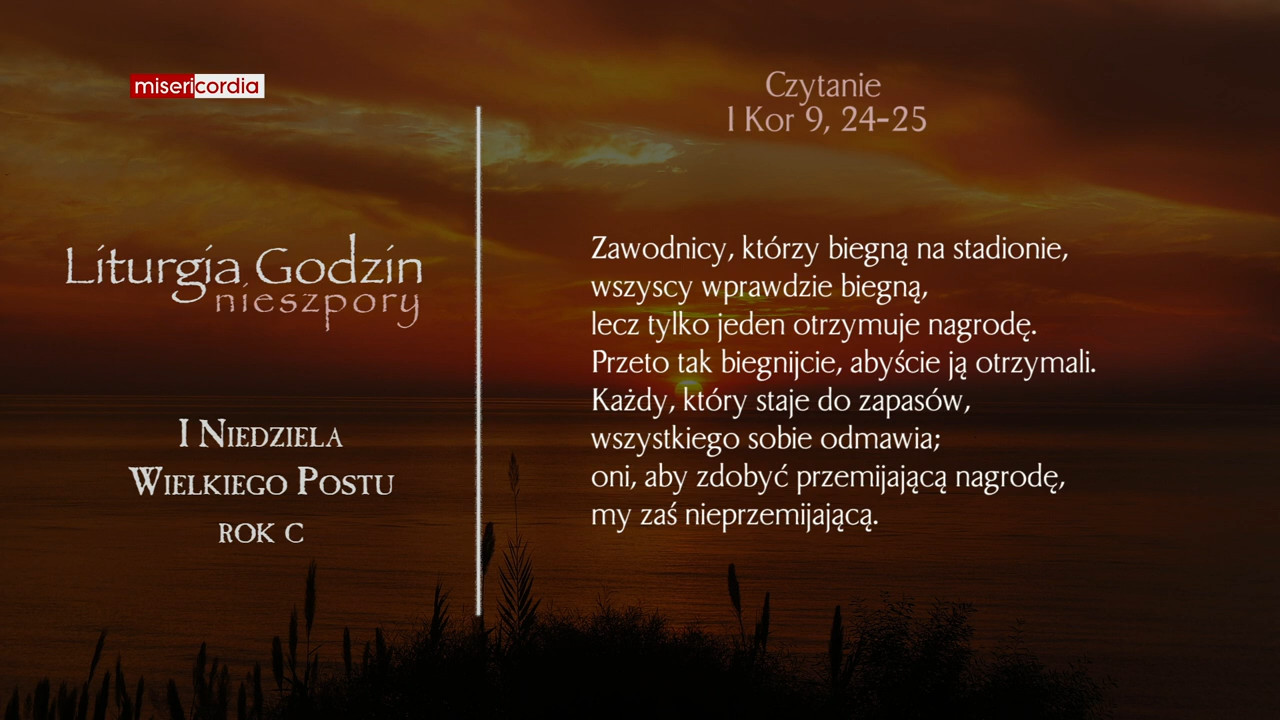 misericordia
Liturgia Godzin
nieszpory
I Niedziela
Wielkiego Postu
rok C
Czytanie
1 Kor 9, 24-25
Zawodnicy, którzy biegną na stadionie,
wszyscy wprawdzie biegną,
lecz tylko jeden otrzymuje nagrodę.
Przeto tak biegnijcie, abyście ją otrzymali.
Każdy, który staje do zapasów,
wszystkiego sobie odmawia;
oni, aby zdobyć przemijającą nagrodę,
my zaś nieprzemijającą.